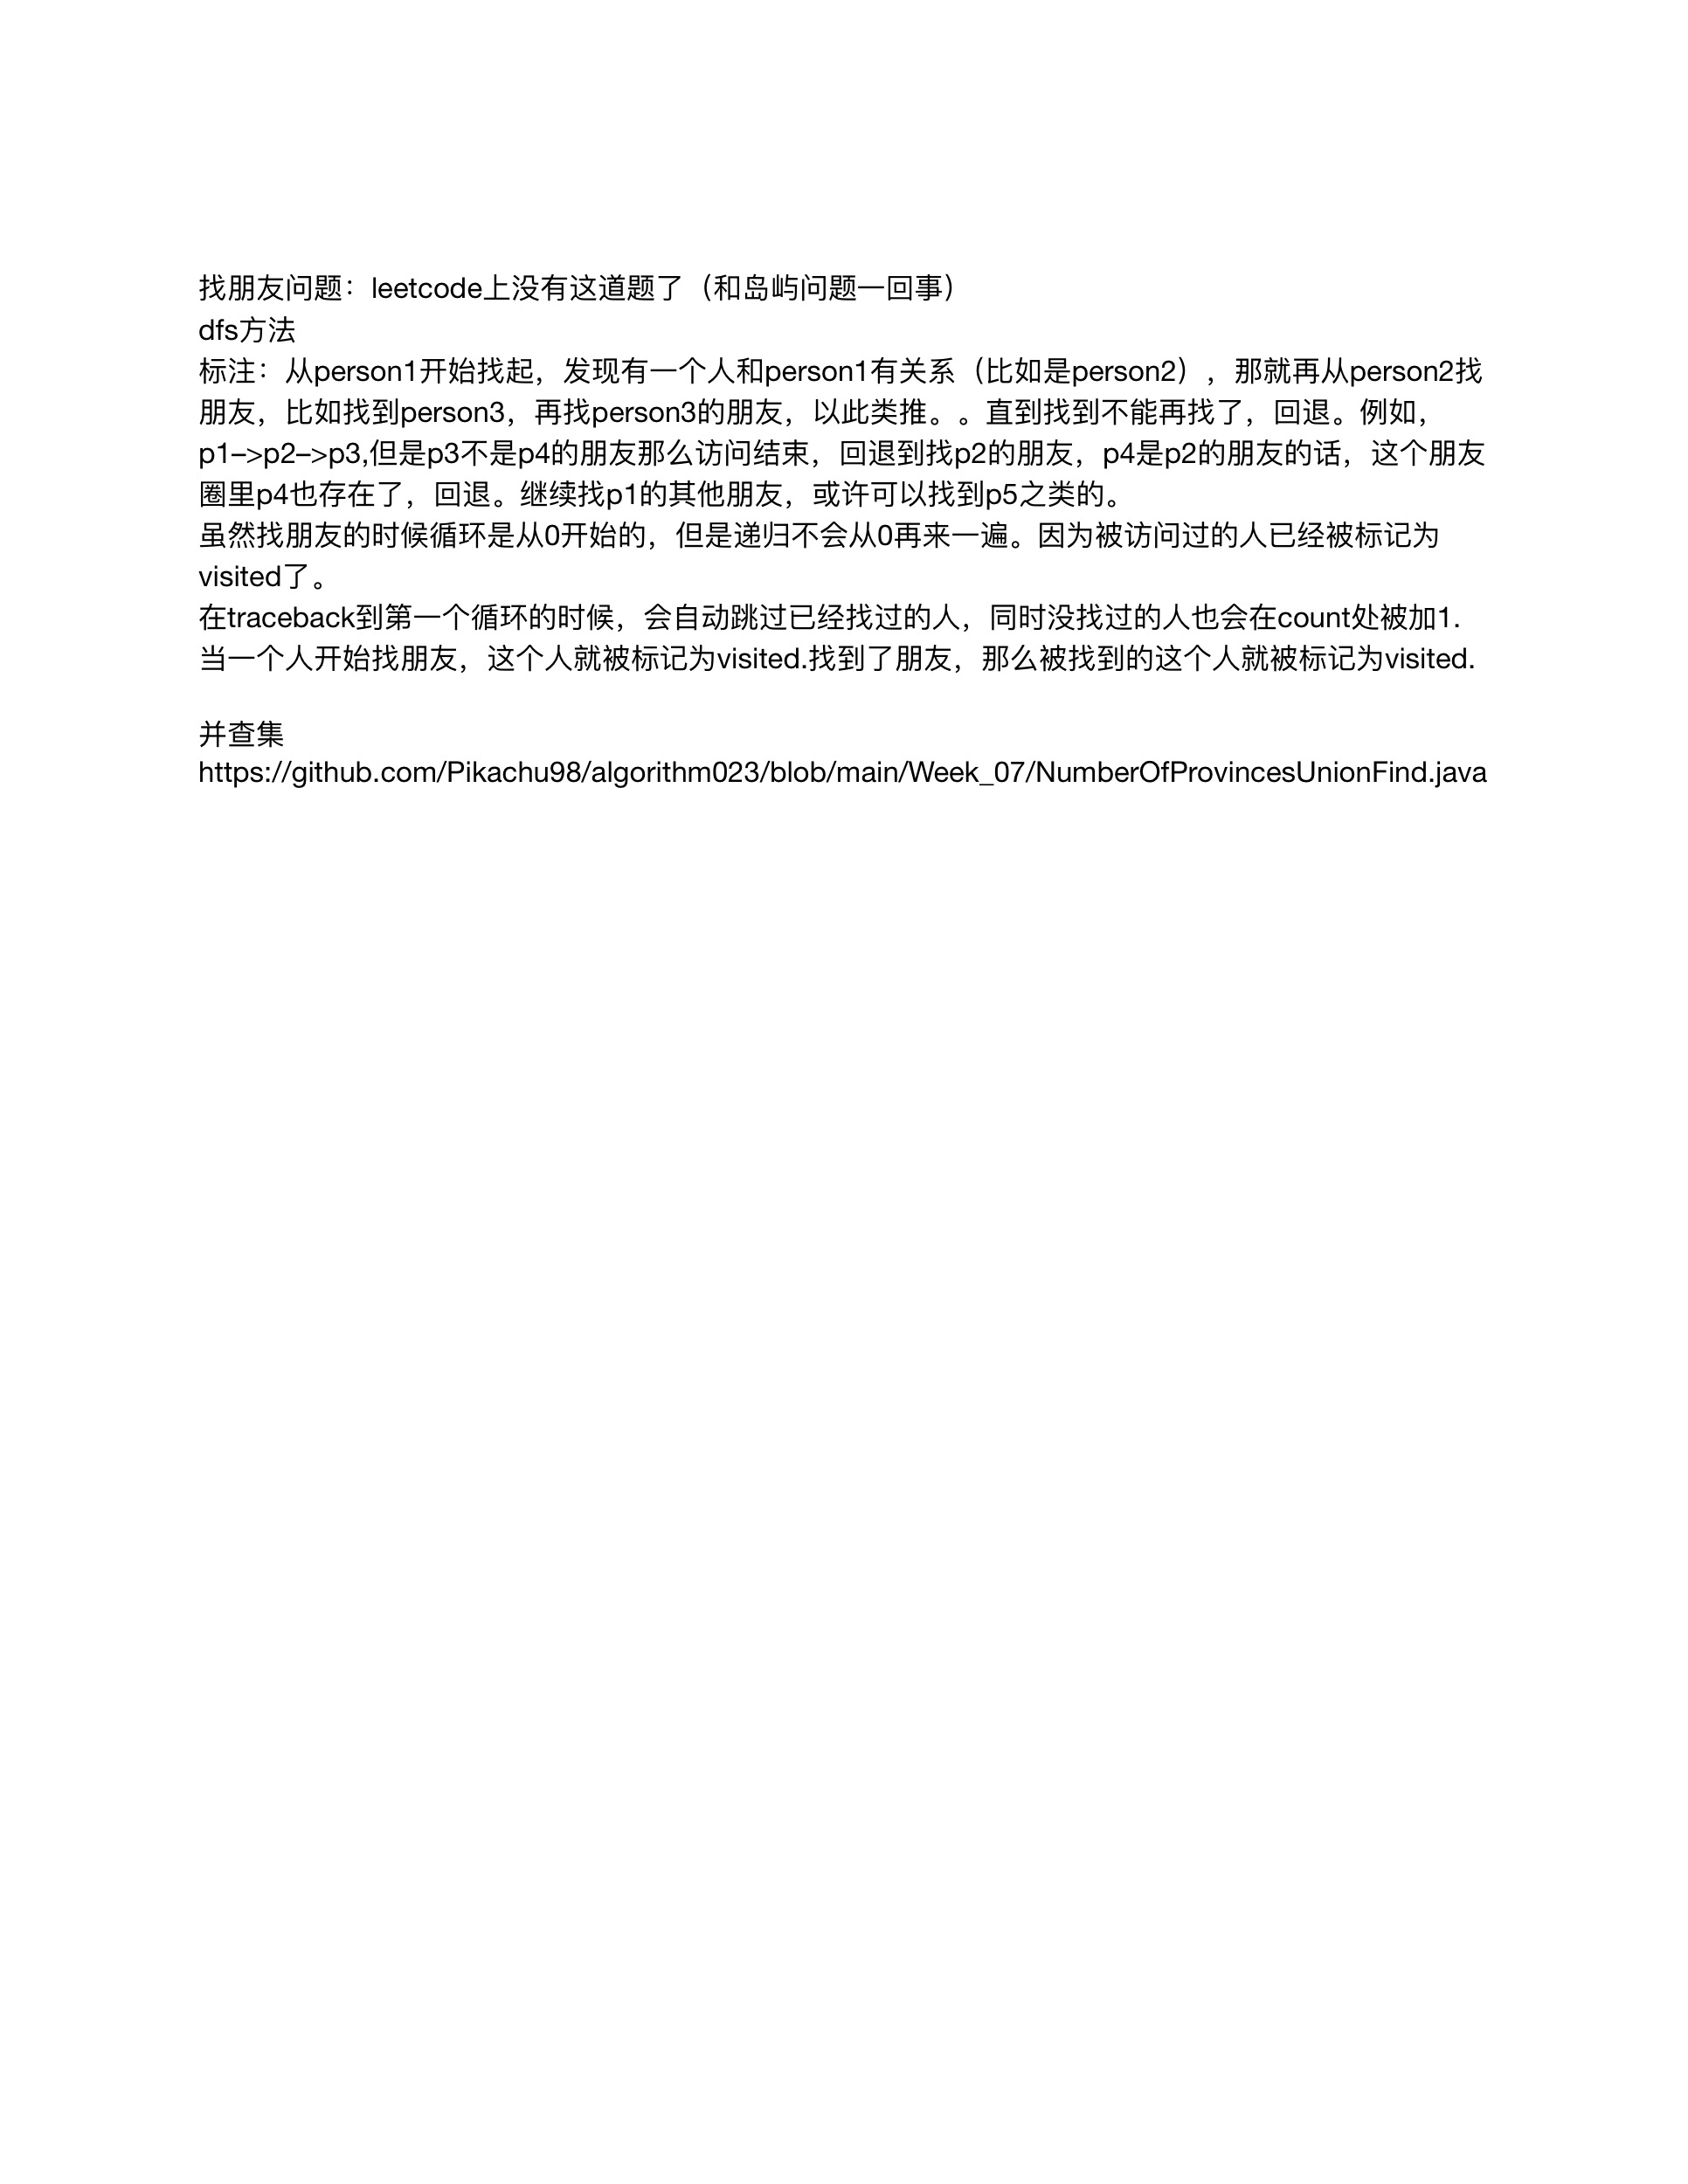 找朋友问题：leetcode上没有这道题了（和岛屿问题一回事）
dfs方法
标注：从person1开始找起，发现有一个人和person1有关系（比如是person2），那就再从person2找
朋友，比如找到person3，再找person3的朋友，以此类推。。直到找到不能再找了，回退。例如，
p1–>p2–>p3,但是p3不是p4的朋友那么访问结束，回退到找p2的朋友，p4是p2的朋友的话，这个朋友
圈里p4也存在了，回退。继续找p1的其他朋友，或许可以找到p5之类的。
虽然找朋友的时候循环是从0开始的，但是递归不会从0再来一遍。因为被访问过的人已经被标记为
visited了。
在traceback到第一个循环的时候，会自动跳过已经找过的人，同时没找过的人也会在count处被加1.
当一个人开始找朋友，这个人就被标记为visited.找到了朋友，那么被找到的这个人就被标记为visited.
并查集
https://github.com/Pikachu98/algorithm023/blob/main/Week_07/NumberOfProvincesUnionFind.java